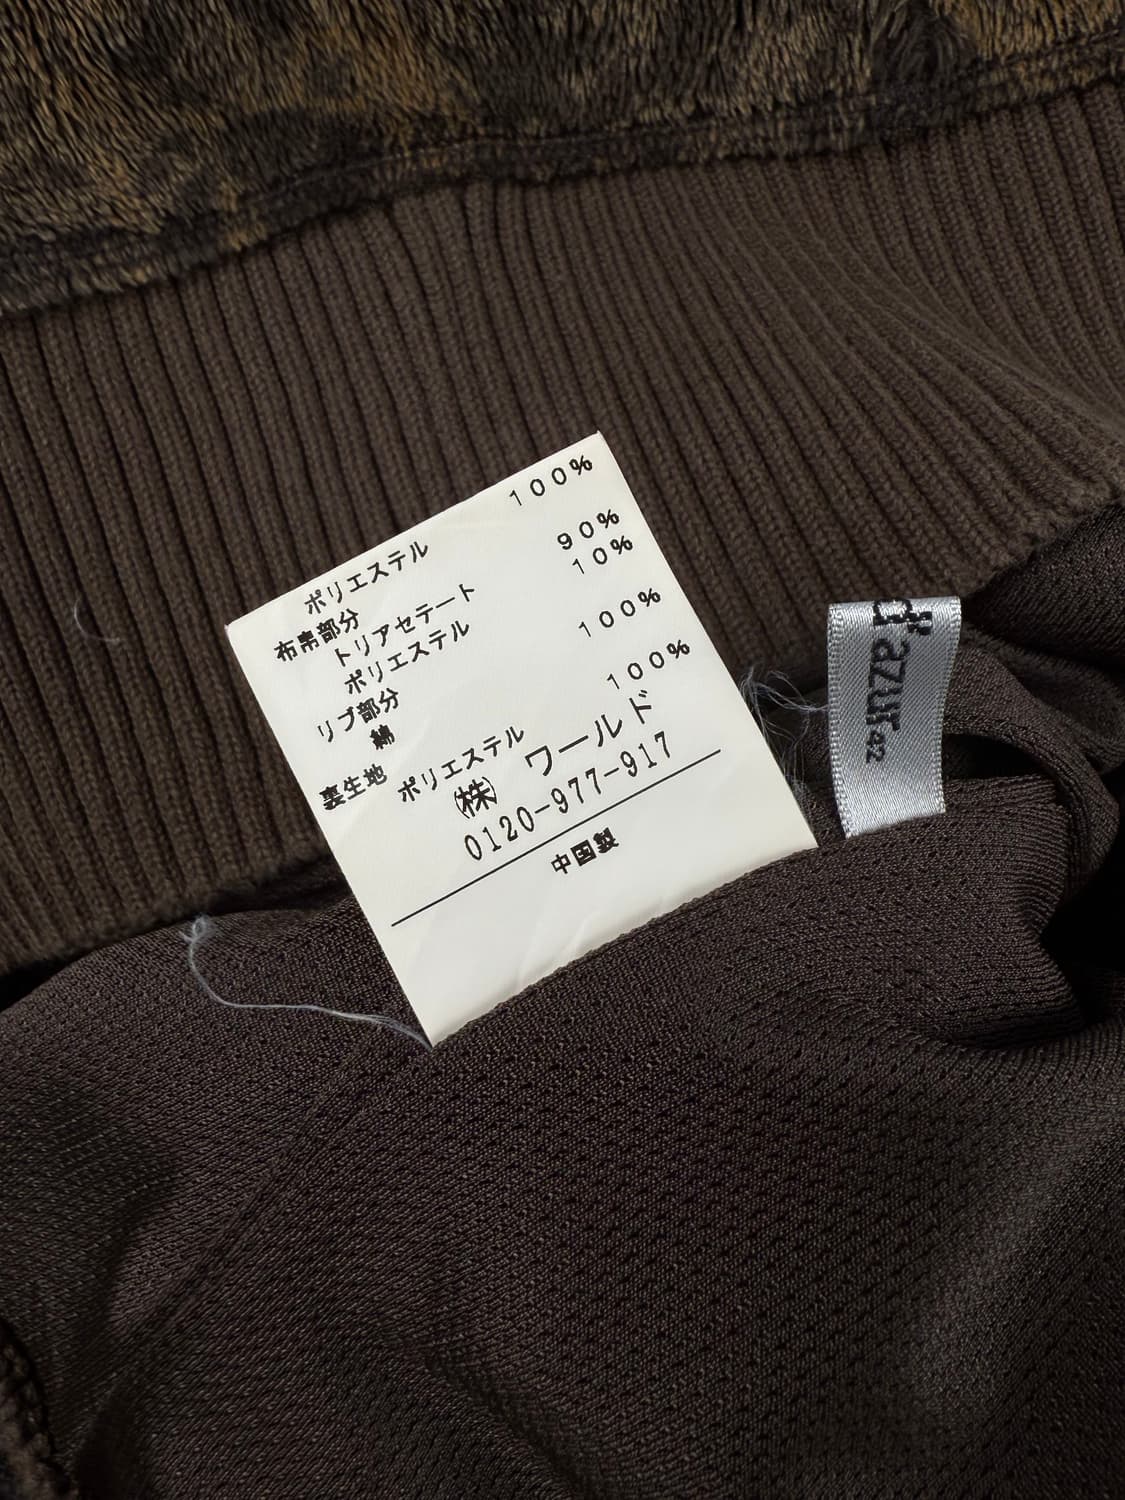 ポリエステル 100%
布帛部分
トリアセテート 90%
ポリエステル 10%
リブ部分
綿 100%
裏生地
ポリエステル 100%
㈱ ワールド
0120-977-917
中国製
d'azur
42